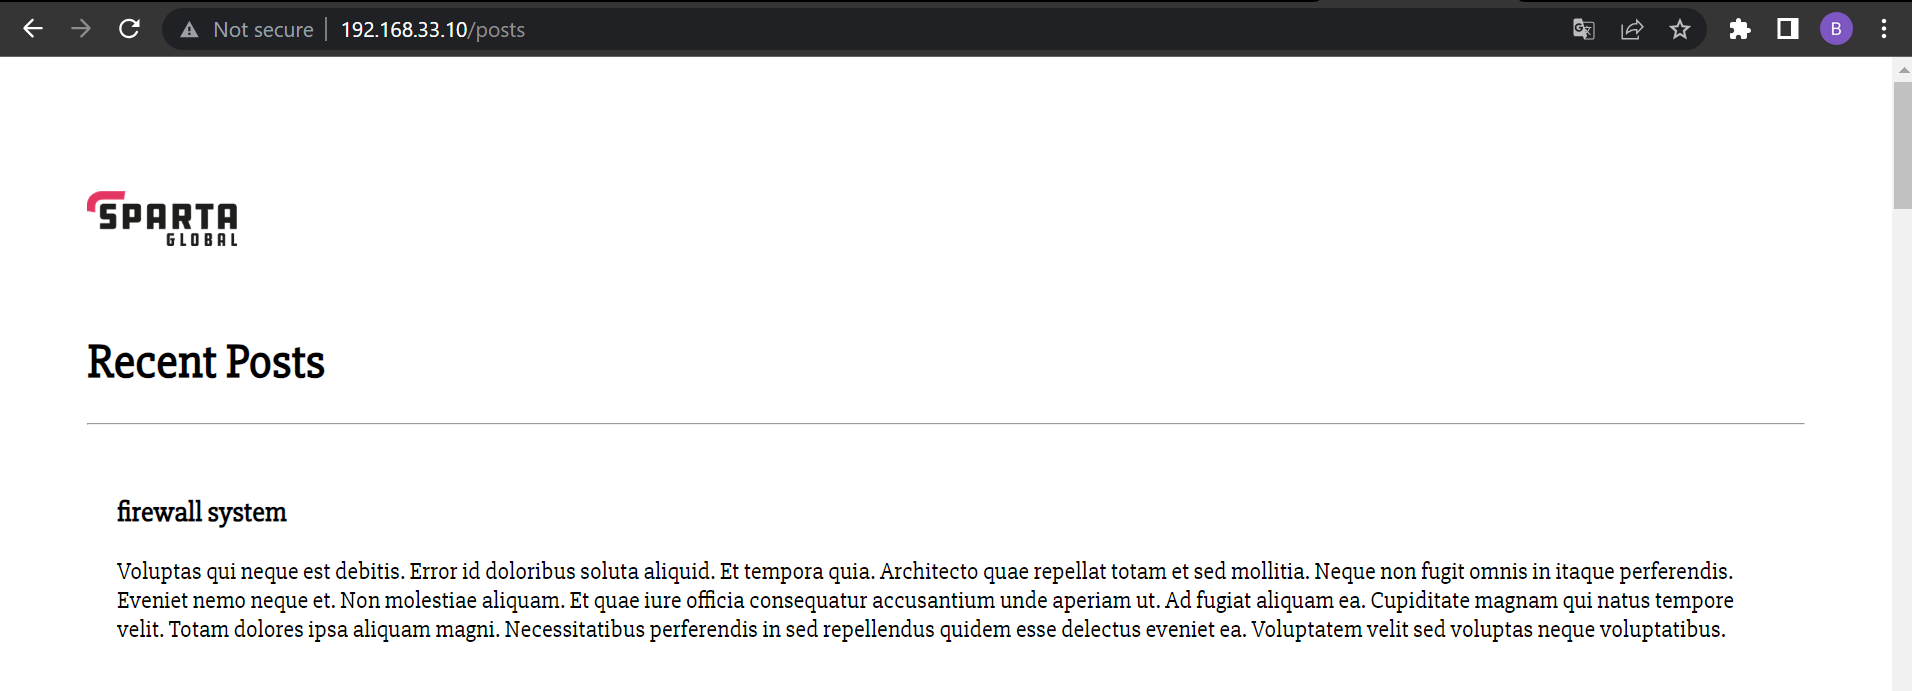 Not secure | 192.168.33.10/posts
B
SPARTA
GLOBAL
Recent Posts
firewall system
Voluptas qui neque est debitis. Error id doloribus soluta aliquid. Et tempora quia. Architecto quae repellat totam et sed mollitia. Neque non fugit omnis in itaque perferendis.
Eveniet nemo neque et. Non molestiae aliquam. Et quae iure officia consequatur accusantium unde aperiam ut. Ad fugiat aliquam ea. Cupiditate magnam qui natus tempore
velit. Totam dolores ipsa aliquam magni. Necessitatibus perferendis in sed repellendus quidem esse delectus eveniet ea. Voluptatem velit sed voluptas neque voluptatibus.